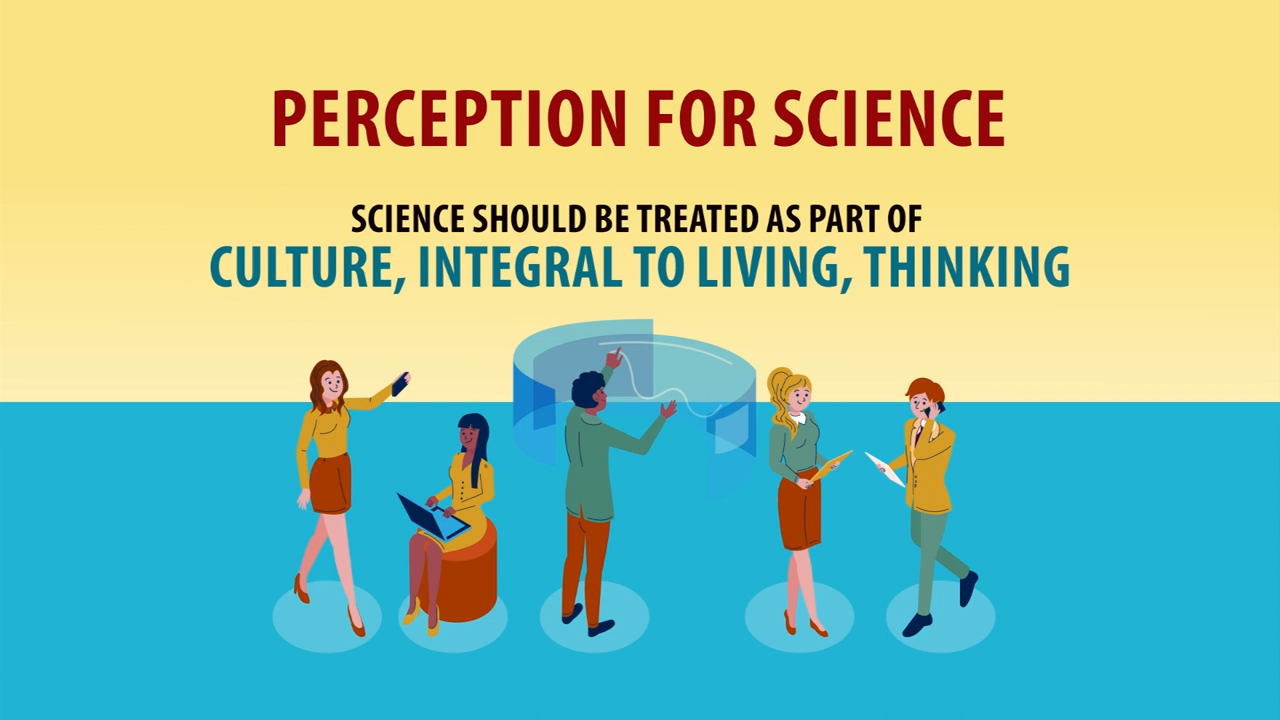 PERCEPTION FOR SCIENCE
SCIENCE SHOULD BE TREATED AS PART OF
CULTURE, INTEGRAL TO LIVING, THINKING